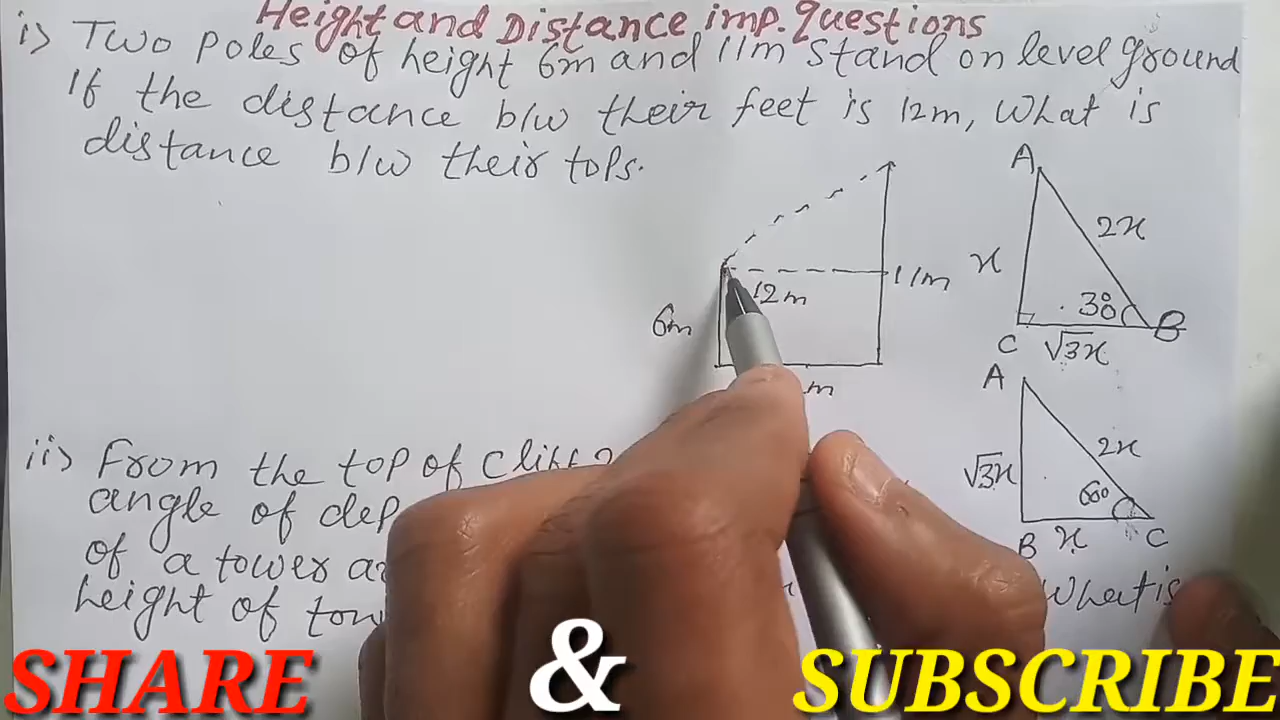 Height and Distance imp. Questions
i) Two poles of height 6m and 11m stand on level ground
If the distance b/w their feet is 12m, What is
distance b/w their tops.
6m
12m
11m
m
A
x
2x
30°
C
√3x
B
A
√3x
2x
60°
B
x
C
ii) From the top of cliff
angle of dep
of a tower
What is
height of
SHARE & SUBSCRIBE